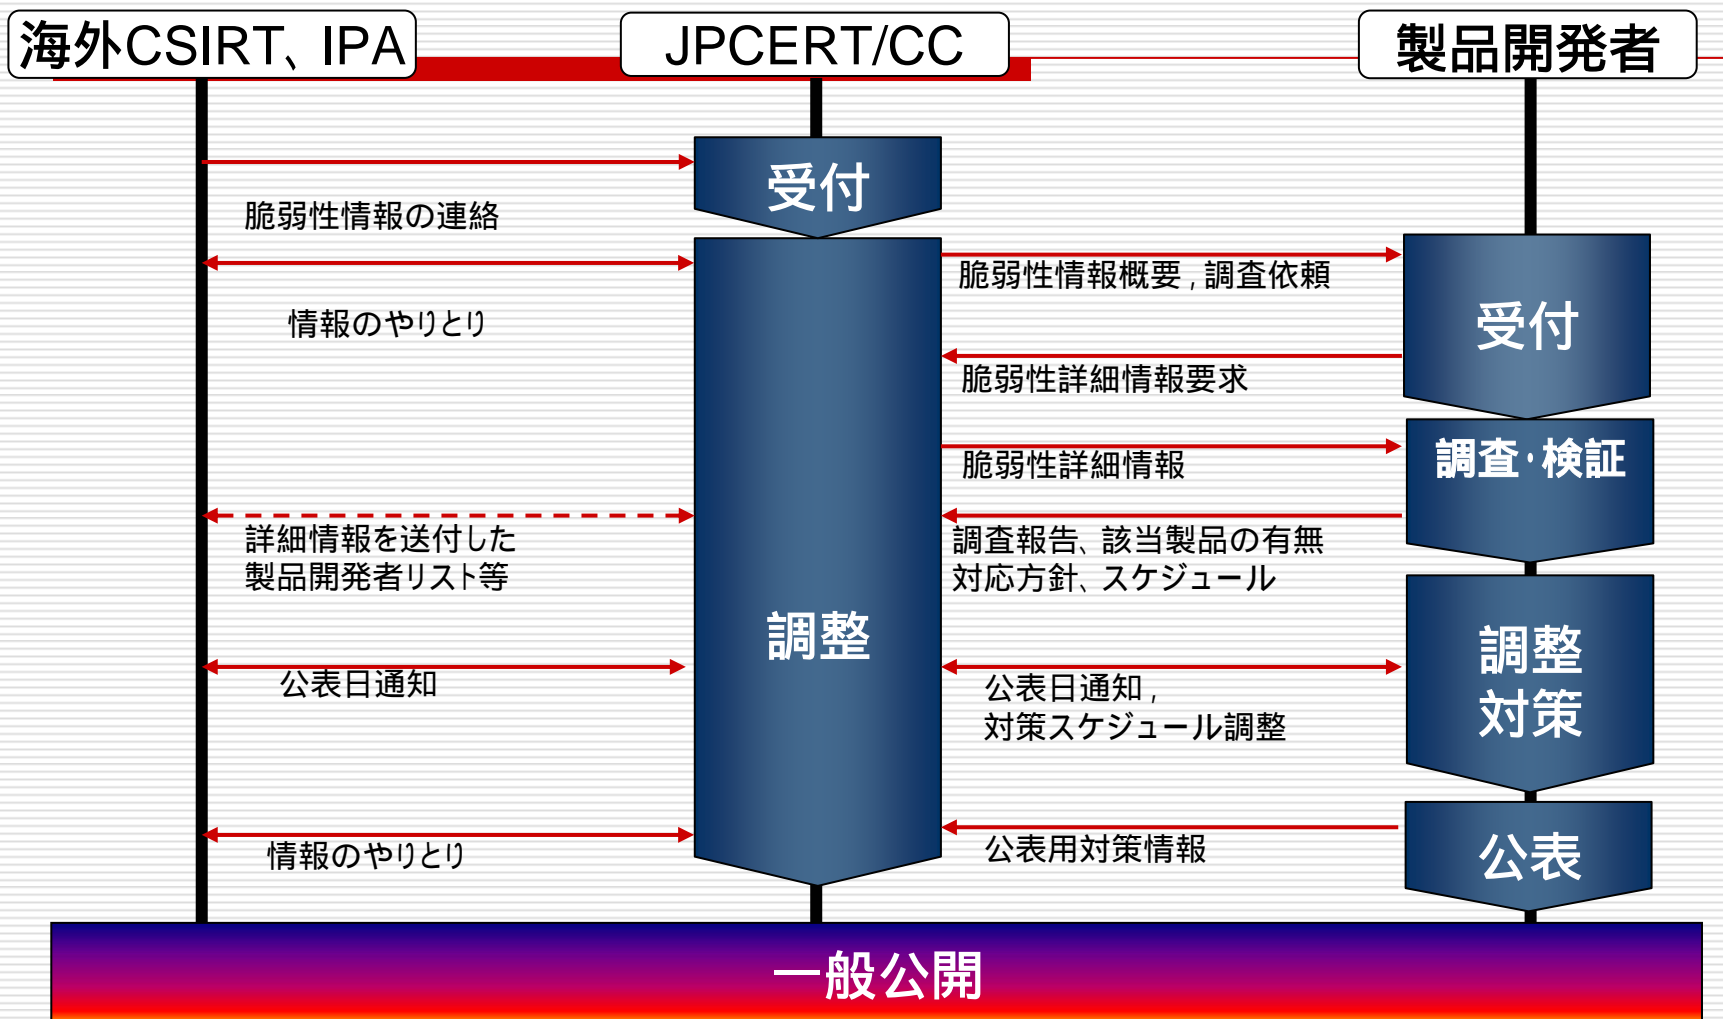 海外CSIRT、IPA
JPCERT/CC
製品開発者
受付
脆弱性情報の連絡
脆弱性情報概要,調査依頼
情報のやりとり
受付
脆弱性詳細情報要求
調査・検証
脆弱性詳細情報
詳細情報を送付した
製品開発者リスト等
調査報告、該当製品の有無
対応方針、スケジュール
調整
調整
対策
公表日通知
公表日通知,
対策スケジュール調整
情報のやりとり
公表用対策情報
公表
一般公開